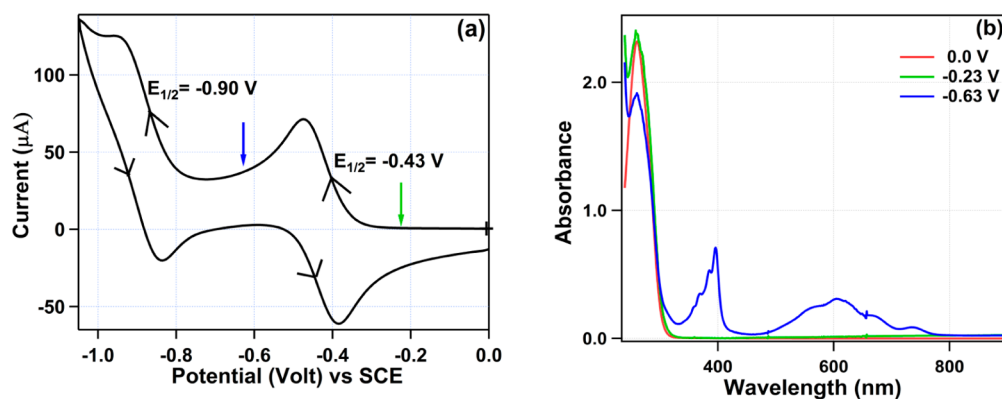 (a)
E1/2= -0.90 V
E1/2= -0.43 V
100
50
0
-50
Current (μA)
-1.0
-0.8
-0.6
-0.4
-0.2
0.0
Potential (Volt) vs SCE
(b)
0.0 V
-0.23 V
-0.63 V
2.0
1.0
0.0
Absorbance
400
600
800
Wavelength (nm)